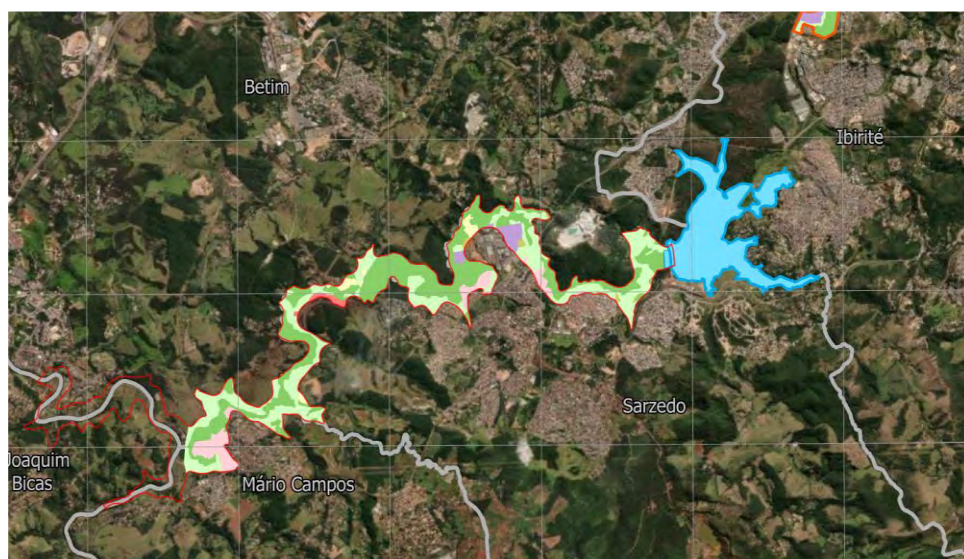 Betim
Ibirité
Sarzedo
Joaquim
Bicas
Mário Campos